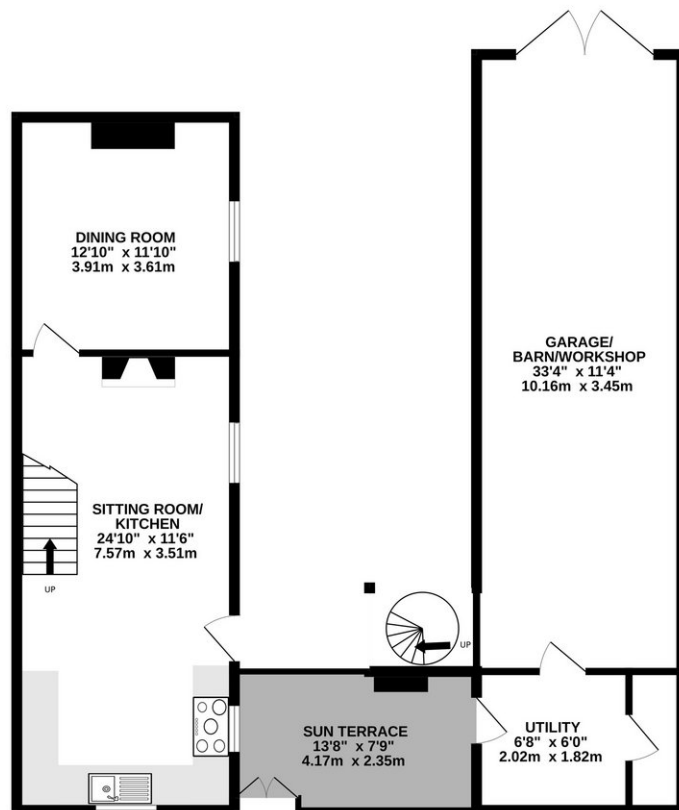 DINING ROOM
12'10" x 11'10"
3.91m x 3.61m
GARAGE/
BARN/WORKSHOP
33'4" x 11'4"
10.16m x 3.45m
SITTING ROOM/
KITCHEN
24'10" x 11'6"
7.57m x 3.51m
UP
UP
SUN TERRACE
13'8" x 7'9"
4.17m x 2.35m
UTILITY
6'8" x 6'0"
2.02m x 1.82m